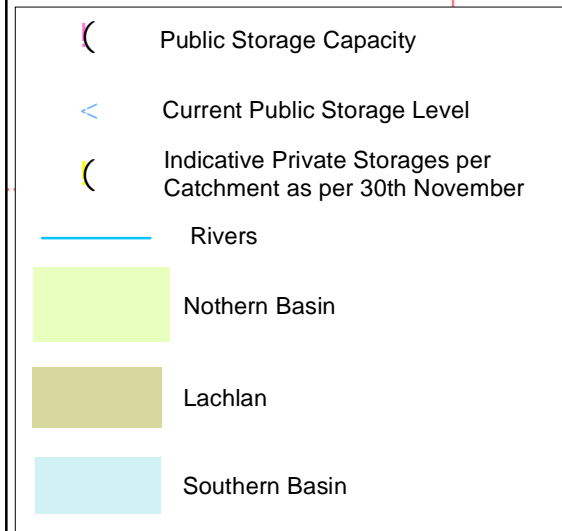 Public Storage Capacity
Current Public Storage Level
Indicative Private Storages per
Catchment as per 30th November
Rivers
Nothern Basin
Lachlan
Southern Basin